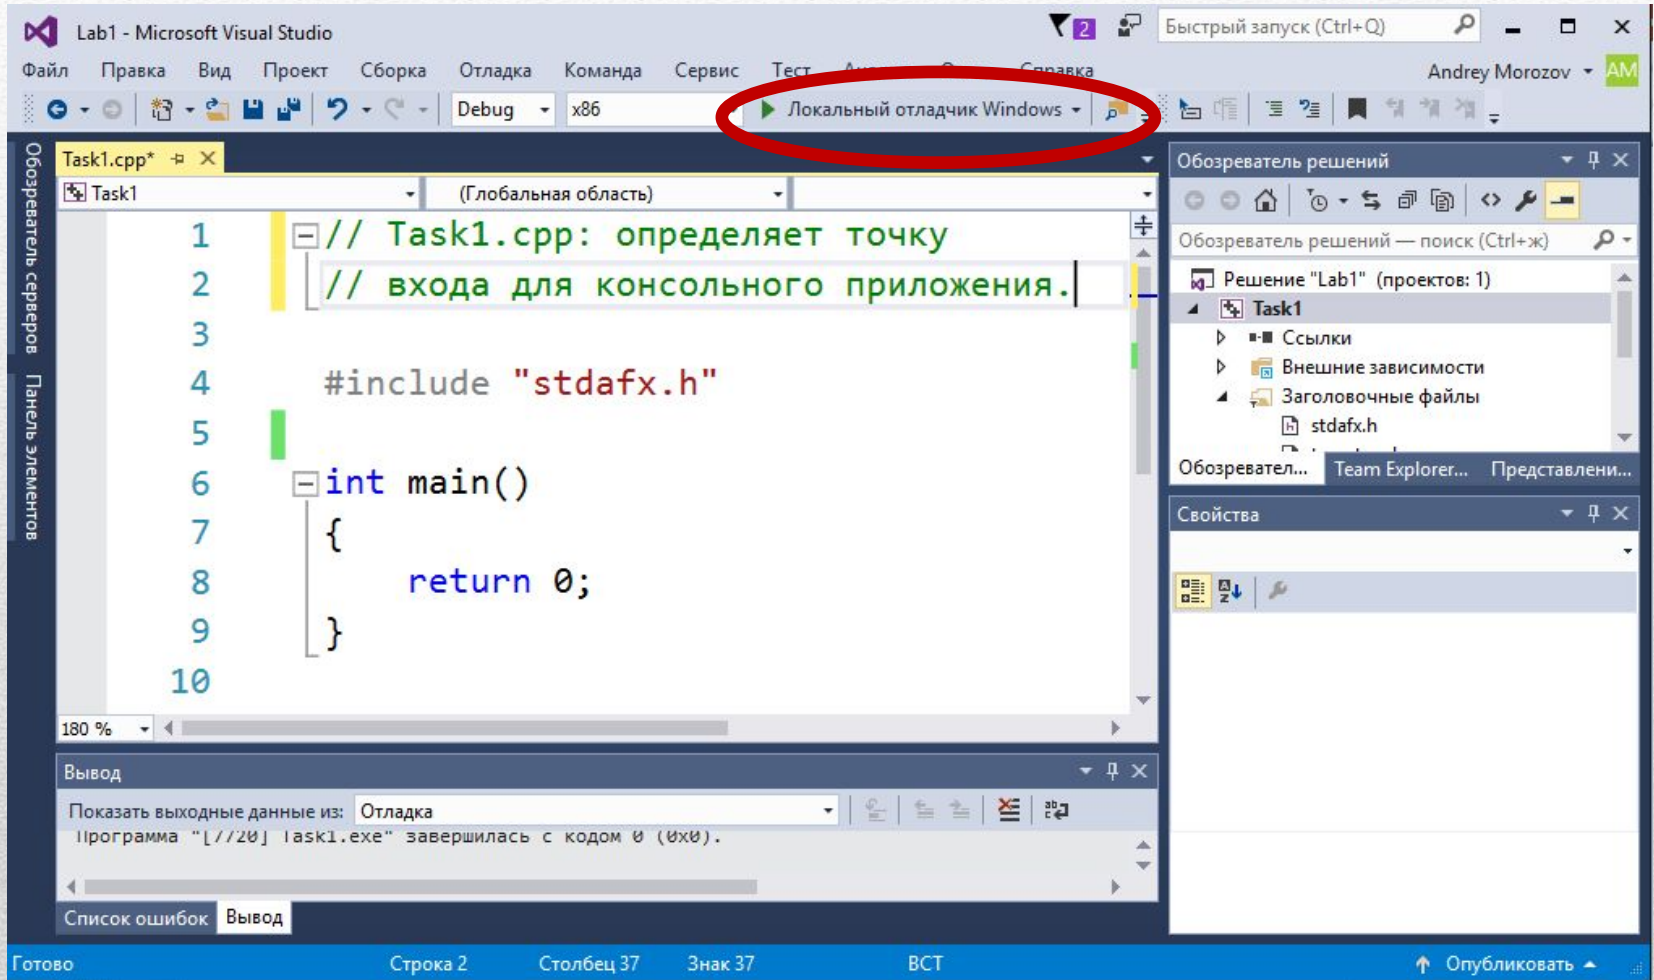 Lab1 - Microsoft Visual Studio
2
Быстрый запуск (Ctrl+Q)
Файл Правка Вид Проект Сборка Отладка Команда Сервис Тест Справка
Andrey Morozov AM
Debug x86 Локальный отладчик Windows
Обозреватель серверов
Панель элементов
Task1.cpp*
Task1 (Глобальная область)
1 // Task1.cpp: определяет точку
2 // входа для консольного приложения.
3
4 #include "stdafx.h"
5
6 int main()
7 {
8 return 0;
9 }
10
180 %
Вывод
Показать выходные данные из: Отладка
Программа "[7720] Task1.exe" завершилась с кодом 0 (0x0).
Список ошибок Вывод
Обозреватель решений
Обозреватель решений — поиск (Ctrl+ж)
Решение "Lab1" (проектов: 1)
Task1
Ссылки
Внешние зависимости
Заголовочные файлы
stdafx.h
Обозревател... Team Explorer... Представлени...
Свойства
Готово Строка 2 Столбец 37 Знак 37 ВСТ Опубликовать